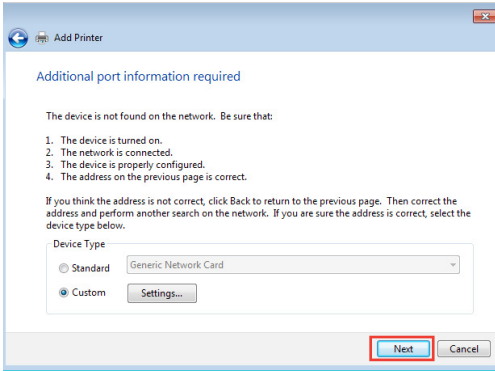 Add Printer
Additional port information required
The device is not found on the network. Be sure that:
1. The device is turned on.
2. The network is connected.
3. The device is properly configured.
4. The address on the previous page is correct.
If you think the address is not correct, click Back to return to the previous page. Then correct the
address and perform another search on the network. If you are sure the address is correct, select the
device type below.
Device Type
Standard Generic Network Card
Custom Settings...
Next Cancel